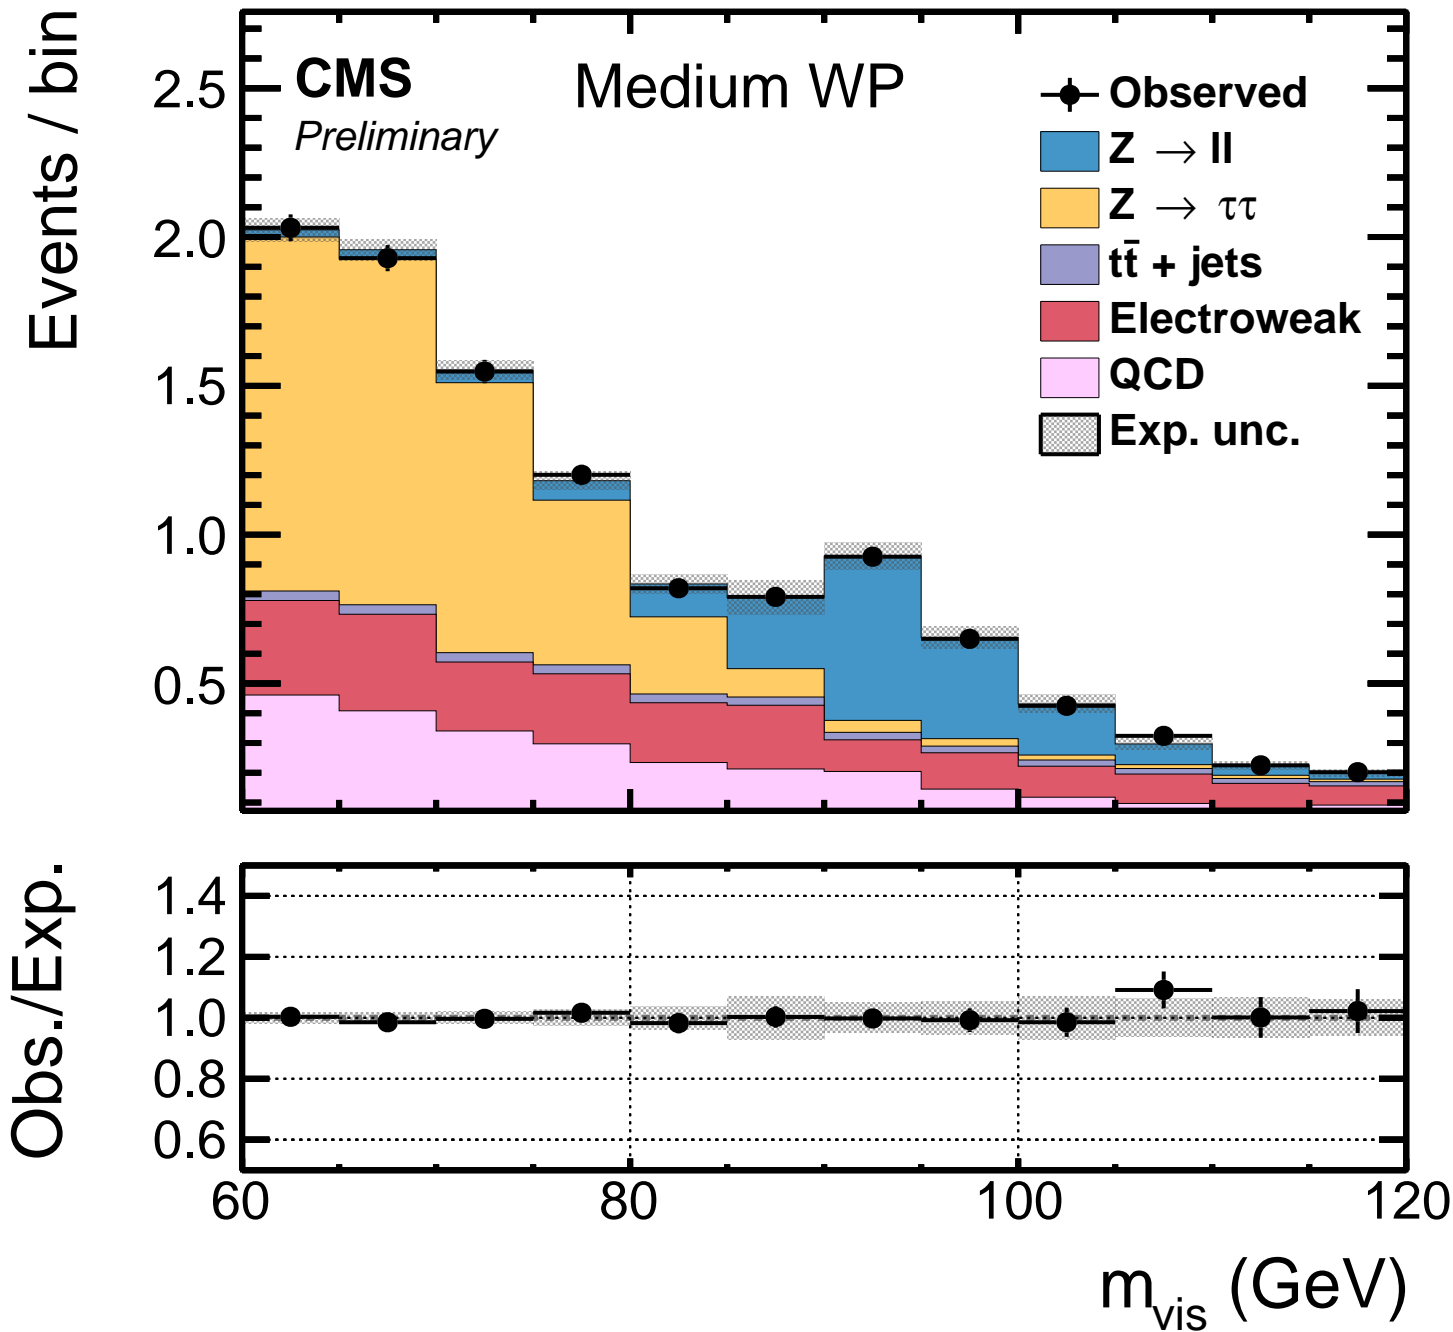 Events / bin
CMS
Preliminary
Medium WP
Observed
Z → ll
Z → ττ
tt̄ + jets
Electroweak
QCD
Exp. unc.
2.5
2.0
1.5
1.0
0.5
Obs./Exp.
1.4
1.2
1.0
0.8
0.6
60 80 100 120
m_vis (GeV)